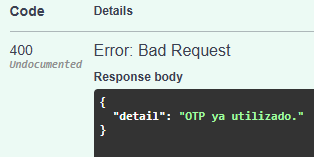 Code Details
400 Error: Bad Request
Undocumented
Response body
{
"detail": "OTP ya utilizado."
}